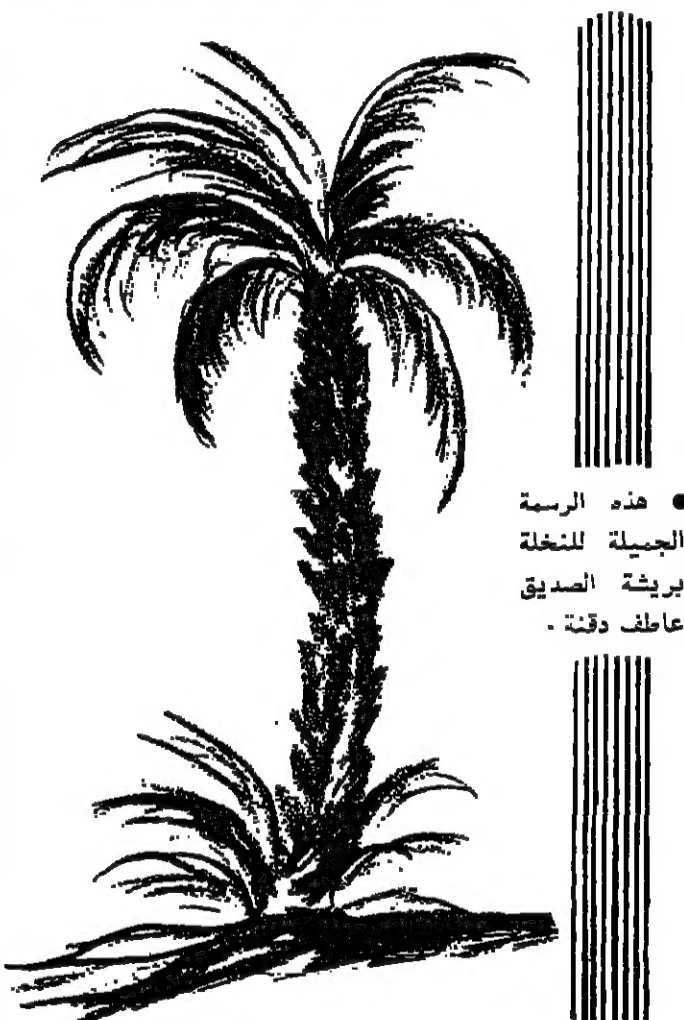 ● هذه الرسمة
الجميلة للنخلة
بريشة الصديق
عاطف دقنة .